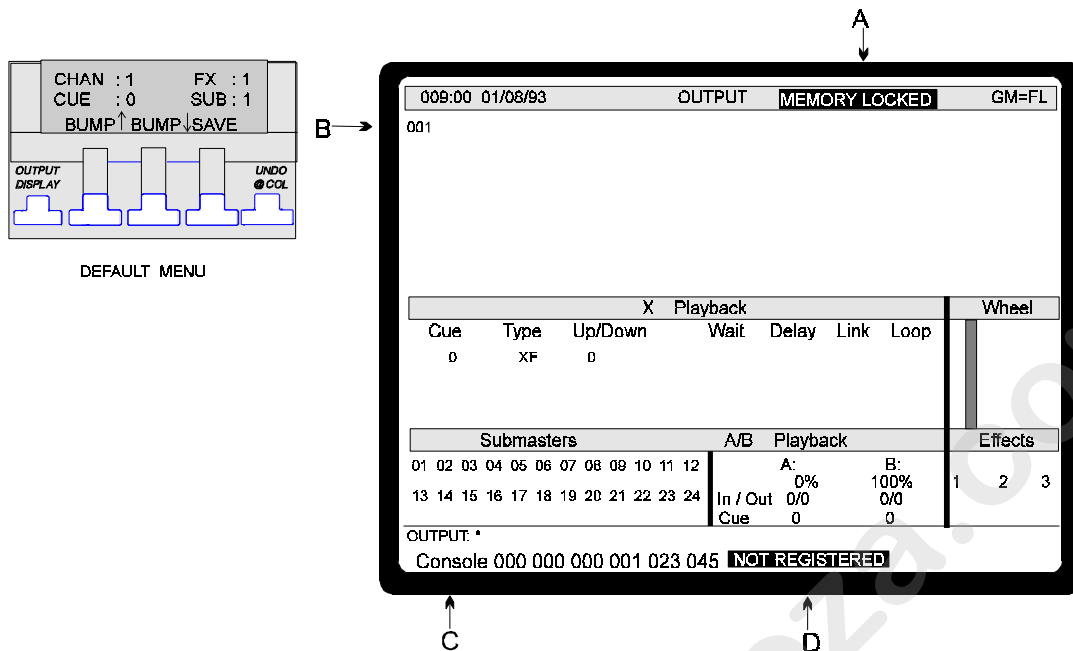 A
CHAN : 1 FX : 1
CUE : 0 SUB : 1
BUMP↑ BUMP↓SAVE
OUTPUT DISPLAY
UNDO @ COL
DEFAULT MENU
B
009:00 01/08/93 OUTPUT MEMORY LOCKED GM=FL
001
X Playback Wheel
Cue Type Up/Down Wait Delay Link Loop
0 XF 0
Submasters A/B Playback Effects
01 02 03 04 05 06 07 08 09 10 11 12 A: B:
0% 100% 1 2 3
13 14 15 16 17 18 19 20 21 22 23 24 In / Out 0/0 0/0
Cue 0 0
OUTPUT: *
Console 000 000 000 001 023 045 NOT REGISTERED
C
D